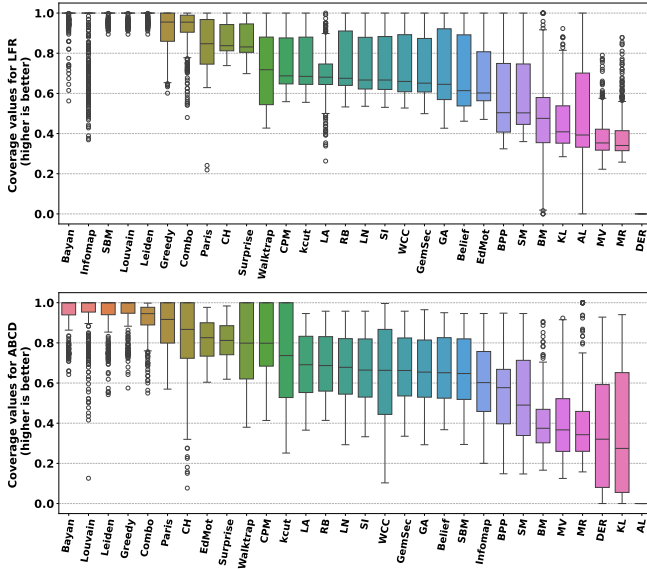 Coverage values for LFR
(higher is better)
1.0
0.8
0.6
0.4
0.2
0.0
Bayan
Infomap
SBM
Louvain
Leiden
Greedy
Combo
Paris
CH
Surprise
Walktrap
CPM
kcut
LA
RB
LN
SI
WCC
GemSec
GA
Belief
EdMot
BPP
SM
BM
KL
AL
MV
MR
DER
Coverage values for ABCD
(higher is better)
1.0
0.8
0.6
0.4
0.2
0.0
Bayan
Louvain
Leiden
Greedy
Combo
Paris
CH
EdMot
Surprise
Walktrap
CPM
kcut
LA
RB
LN
SI
WCC
GemSec
GA
Belief
SBM
Infomap
BPP
SM
BM
MV
MR
DER
KL
AL